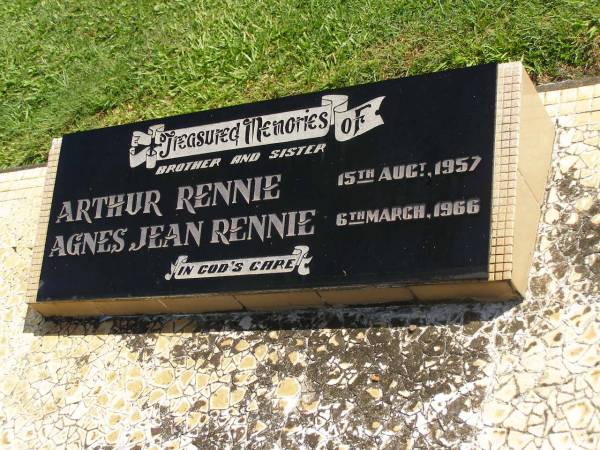 Treasured Memories OF
BROTHER AND SISTER
ARTHUR RENNIE 15TH AUGT, 1957
AGNES JEAN RENNIE 6TH MARCH, 1966
IN GOD'S CARE